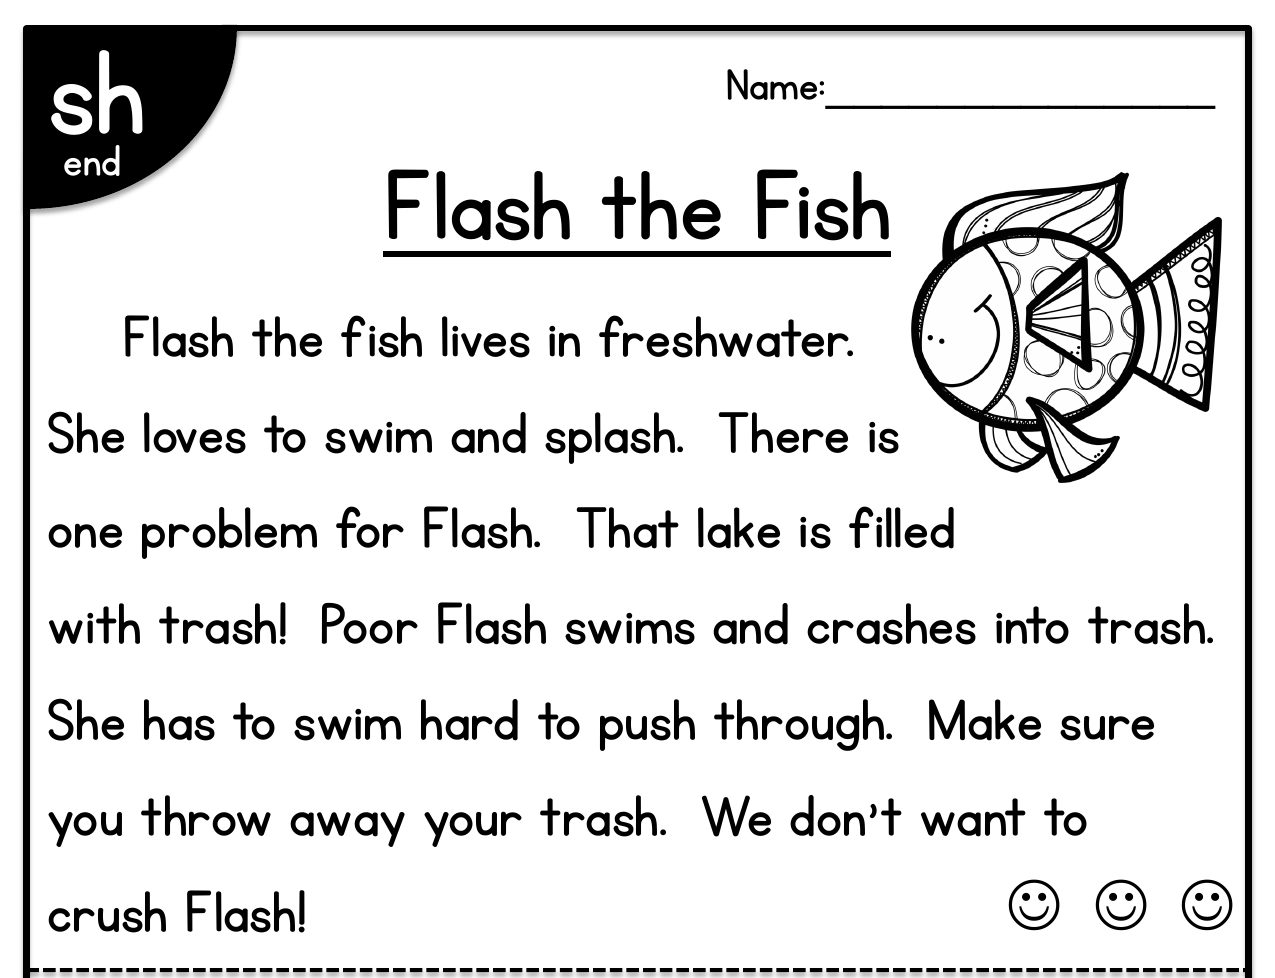 sh
end
Name:
Flash the Fish
Flash the fish lives in freshwater.
She loves to swim and splash. There is
one problem for Flash. That lake is filled
with trash! Poor Flash swims and crashes into trash.
She has to swim hard to push through. Make sure
you throw away your trash. We don't want to
crush Flash!